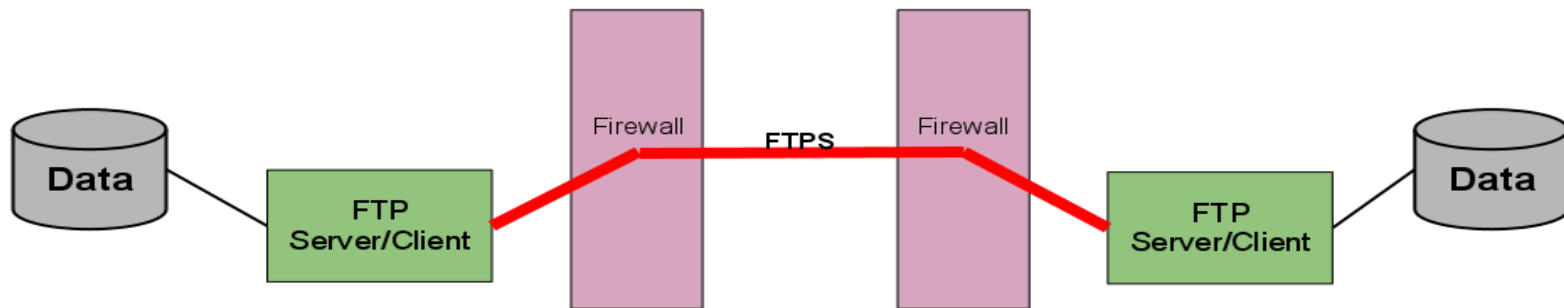 Data
FTP
Server/Client
Firewall
FTPS
Firewall
FTP
Server/Client
Data